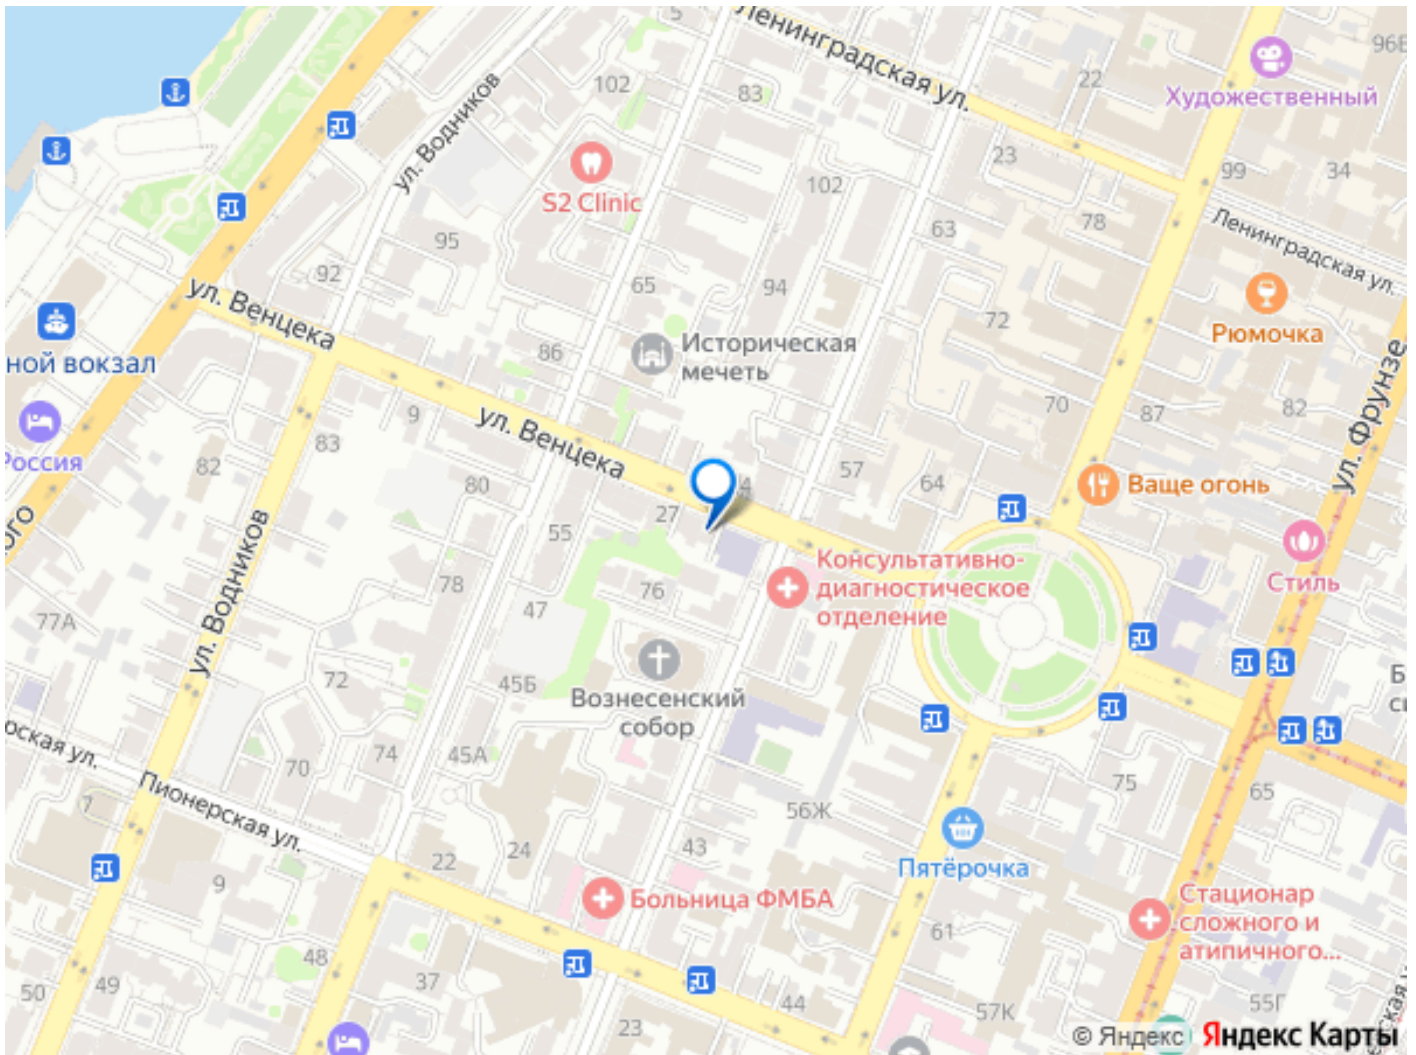 5
Ленинградская ул.
96Б
Художественный
22
102
83
ул. Водников
S2 Clinic
23
102
99
34
78
63
Ленинградская ул.
95
92
65
94
ул. Венцека
ной вокзал
Рюмочка
72
86
Историческая
мечеть
ул. Фрунзе
9
83
70
87
82
ул. Венцека
Россия
82
80
57
64
Ваще огонь
27
55
Консультативно-
диагностическое
отделение
Стиль
78
76
47
77А
ул. Водников
72
45Б
Вознесенский
собор
74
45А
70
Пионерская ул.
7
75
65
56Ж
22
24
43
9
Пятёрочка
Больница ФМБА
Стационар
сложного и
атипичного...
61
48
37
50
49
44
23
57К
55Г
© Яндекс Яндекс Карты